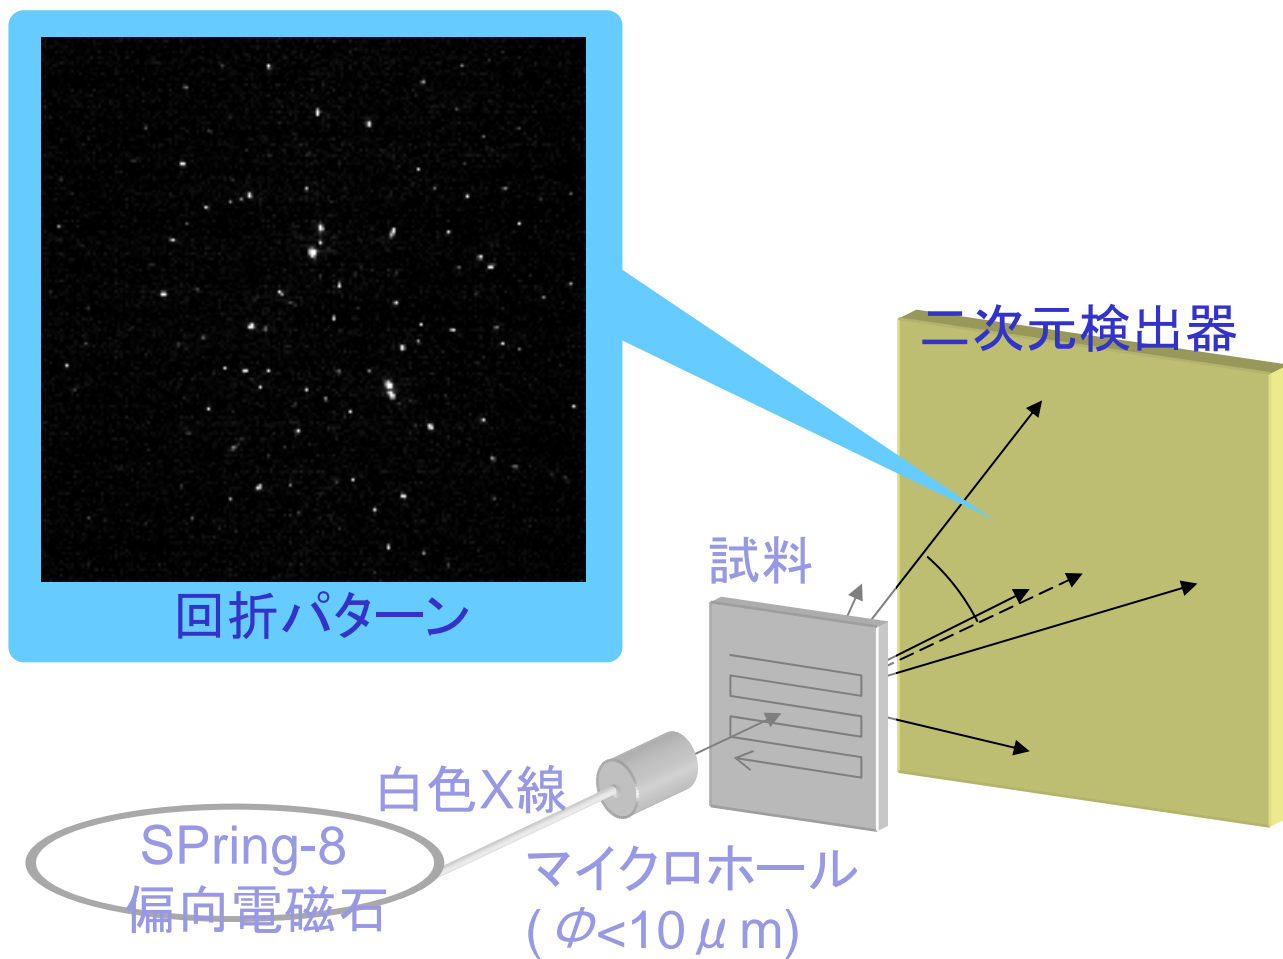 回折パターン
二次元検出器
試料
白色X線
SPring-8
偏向電磁石
マイクロホール
(Φ<10μm)